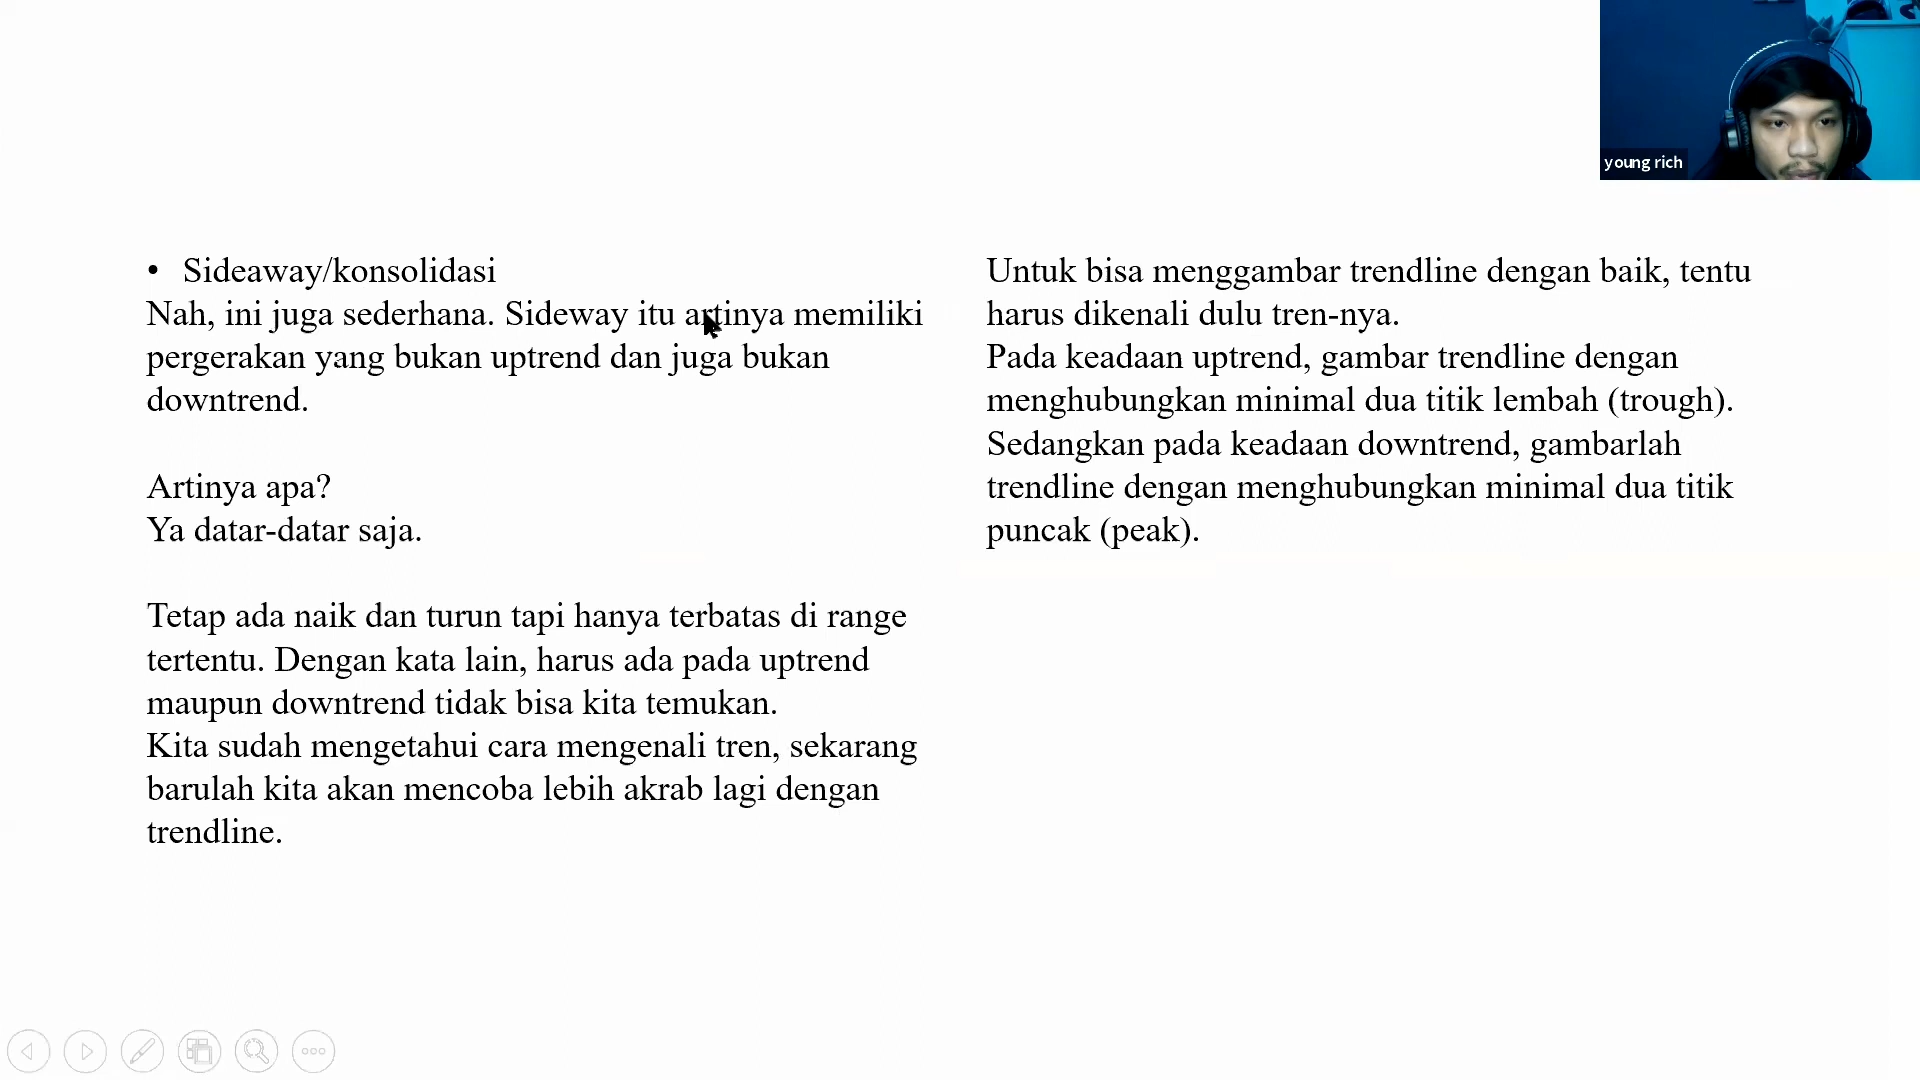 young rich
• Sideaway/konsolidasi
Nah, ini juga sederhana. Sideway itu artinya memiliki
pergerakan yang bukan uptrend dan juga bukan
downtrend.
Artinya apa?
Ya datar-datar saja.
Tetap ada naik dan turun tapi hanya terbatas di range
tertentu. Dengan kata lain, harus ada pada uptrend
maupun downtrend tidak bisa kita temukan.
Kita sudah mengetahui cara mengenali tren, sekarang
barulah kita akan mencoba lebih akrab lagi dengan
trendline.
Untuk bisa menggambar trendline dengan baik, tentu
harus dikenali dulu tren-nya.
Pada keadaan uptrend, gambar trendline dengan
menghubungkan minimal dua titik lembah (trough).
Sedangkan pada keadaan downtrend, gambarlah
trendline dengan menghubungkan minimal dua titik
puncak (peak).